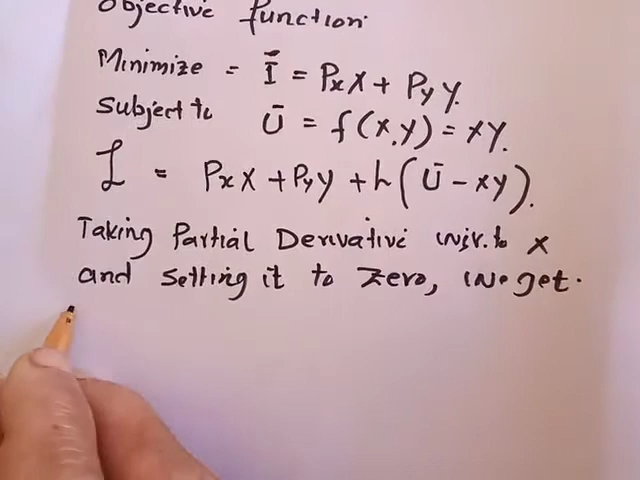 Objective function
Minimize = Ī = PxX + PyY.
Subject to Ū = f(X,Y) = XY.
L = PxX + PyY + h(Ū - XY).
Taking Partial Derivative w.r.to X
and setting it to Zero, we get.